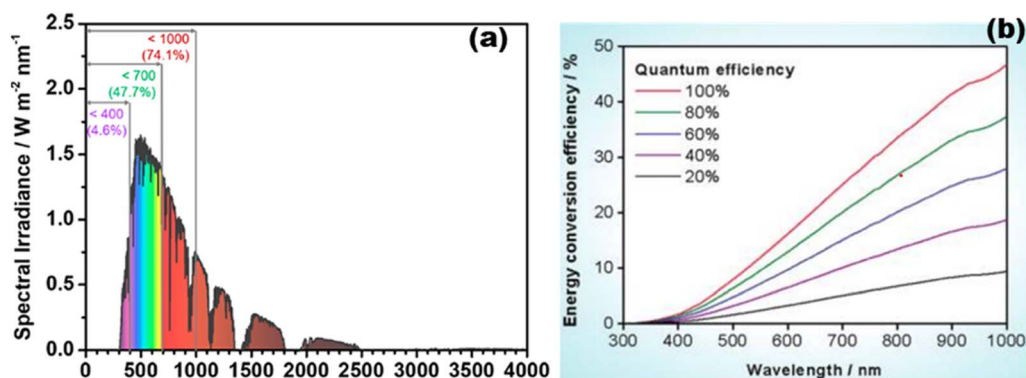 (a)
Spectral Irradiance / W m⁻² nm⁻¹
2.5
2.0
1.5
1.0
0.5
0.0
< 1000
(74.1%)
< 700
(47.7%)
< 400
(4.6%)
0 500 1000 1500 2000 2500 3000 3500 4000
(b)
Energy conversion efficiency / %
50
40
30
20
10
0
Quantum efficiency
100%
80%
60%
40%
20%
300 400 500 600 700 800 900 1000
Wavelength / nm